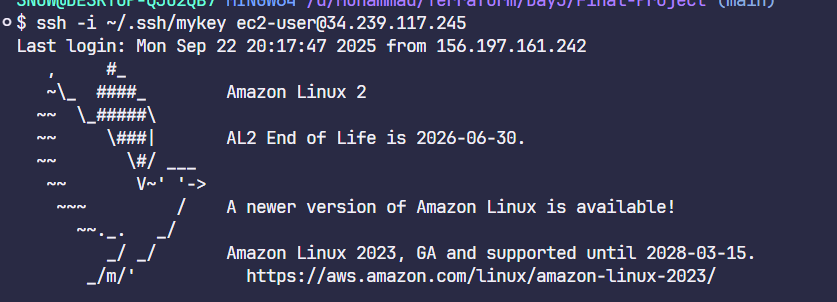 $ ssh -i ~/.ssh/mykey ec2-user@34.239.117.245
Last login: Mon Sep 22 20:17:47 2025 from 156.197.161.242
   ,     #_
   ~\_  ####_        Amazon Linux 2
  ~~  \_#####\
  ~~     \###|       AL2 End of Life is 2026-06-30.
  ~~       \#/ ___
   ~~       V~' '->
    ~~~         /    A newer version of Amazon Linux is available!
      ~~._.   _/
         _/ _/       Amazon Linux 2023, GA and supported until 2028-03-15.
       _/m/'           https://aws.amazon.com/linux/amazon-linux-2023/